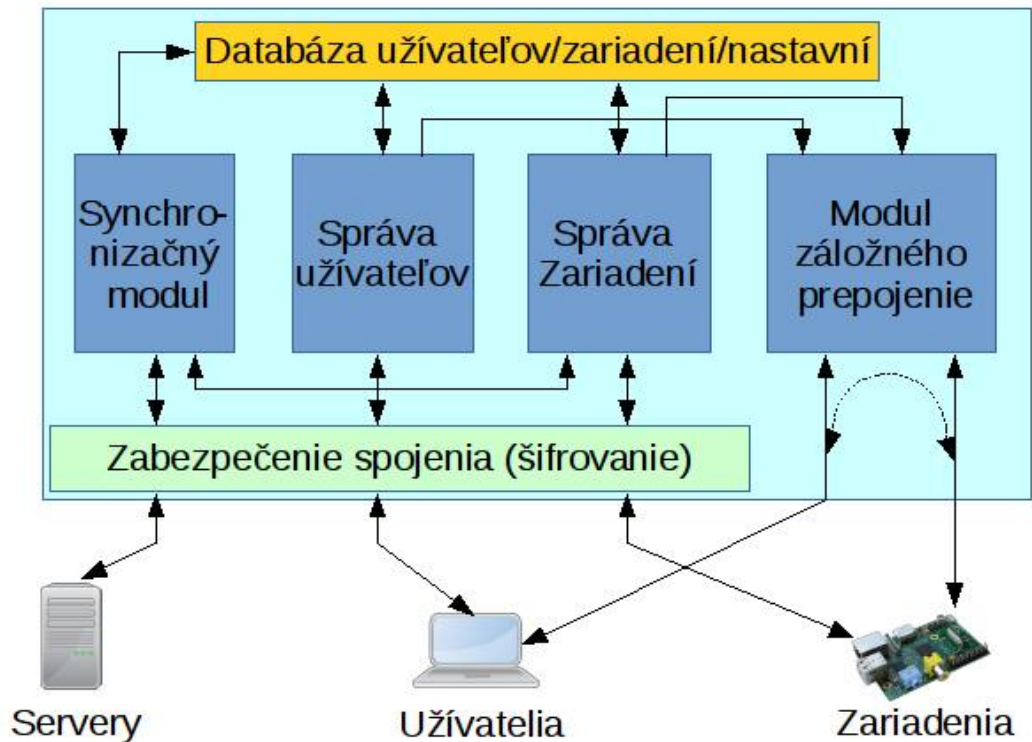 Databáza užívateľov/zariadení/nastavní
Synchro-
nizačný
modul
Správa
užívateľov
Správa
Zariadení
Modul
záložného
prepojenie
Zabezpečenie spojenia (šifrovanie)
Servery
Užívatelia
Zariadenia